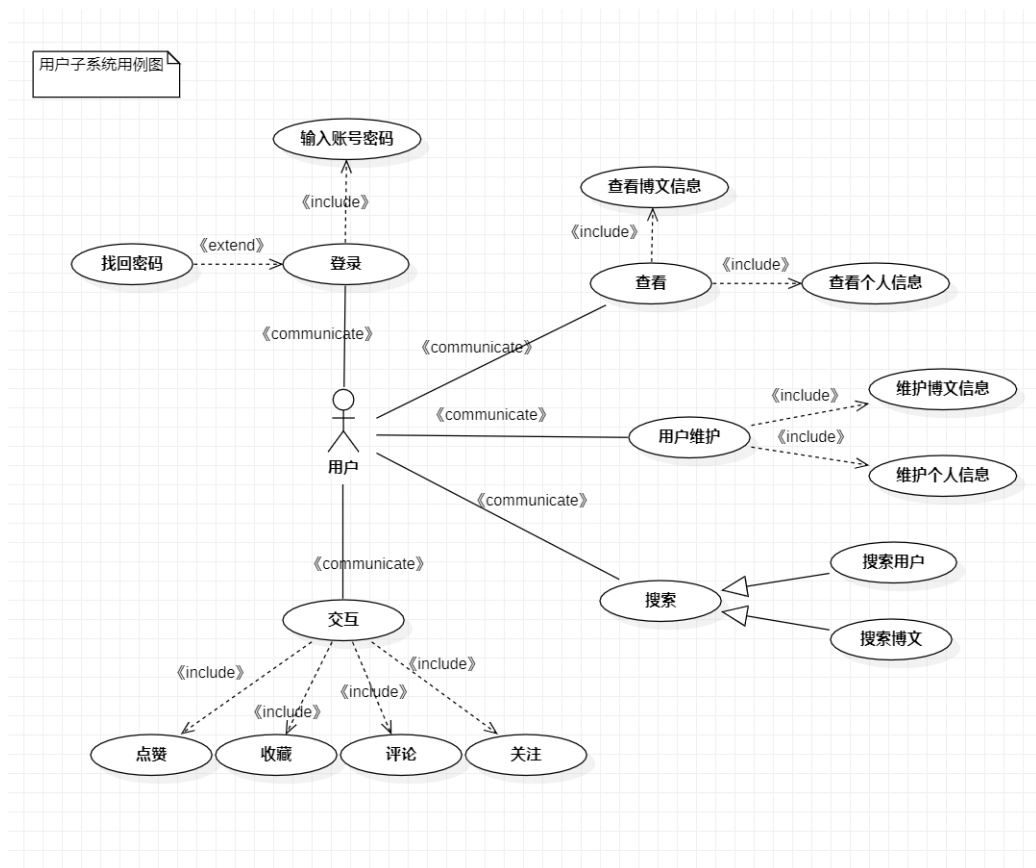 用户子系统用例图
输入账号密码
《include》
查看博文信息
《include》
找回密码
《extend》
登录
查看
《include》
查看个人信息
《communicate》
《communicate》
《communicate》
用户
用户维护
《include》
维护博文信息
《include》
维护个人信息
《communicate》
《communicate》
搜索
搜索用户
搜索博文
交互
《include》
《include》
《include》
《include》
点赞
收藏
评论
关注